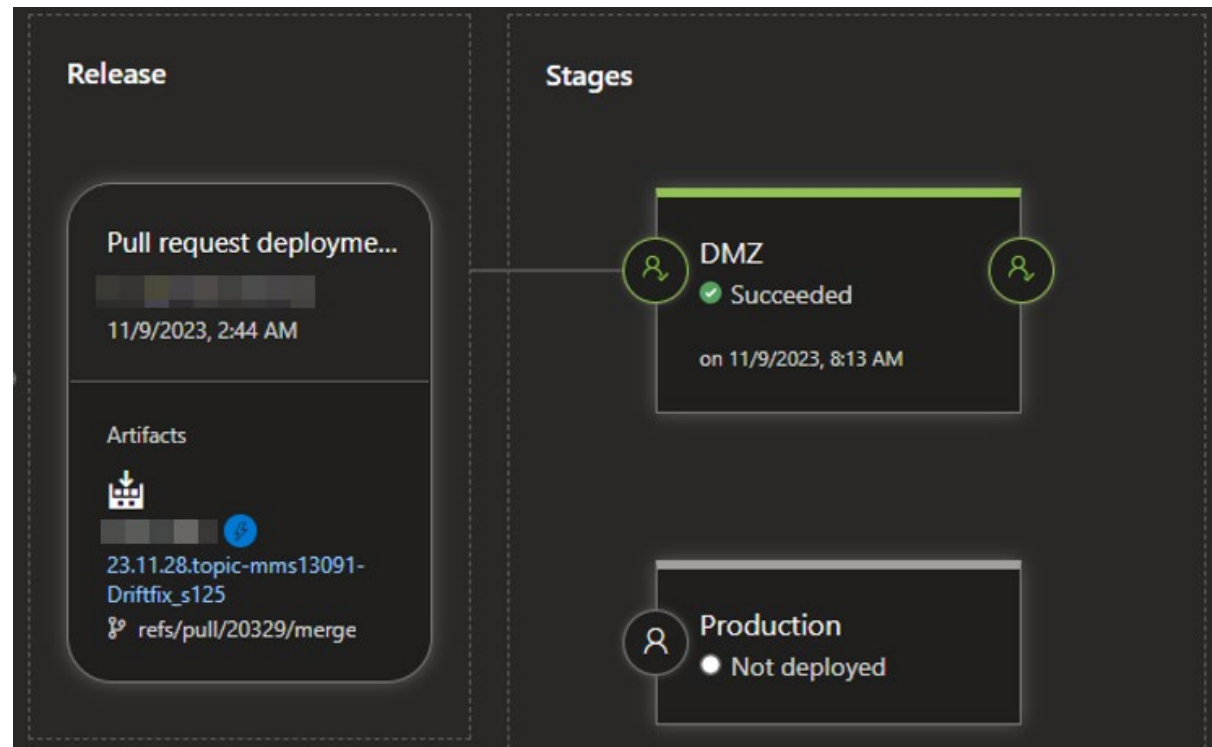 Release
Pull request deployme...
11/9/2023, 2:44 AM
Artifacts
23.11.28.topic-mms13091-
Driftfix_s125
refs/pull/20329/merge
Stages
DMZ
Succeeded
on 11/9/2023, 8:13 AM
Production
Not deployed